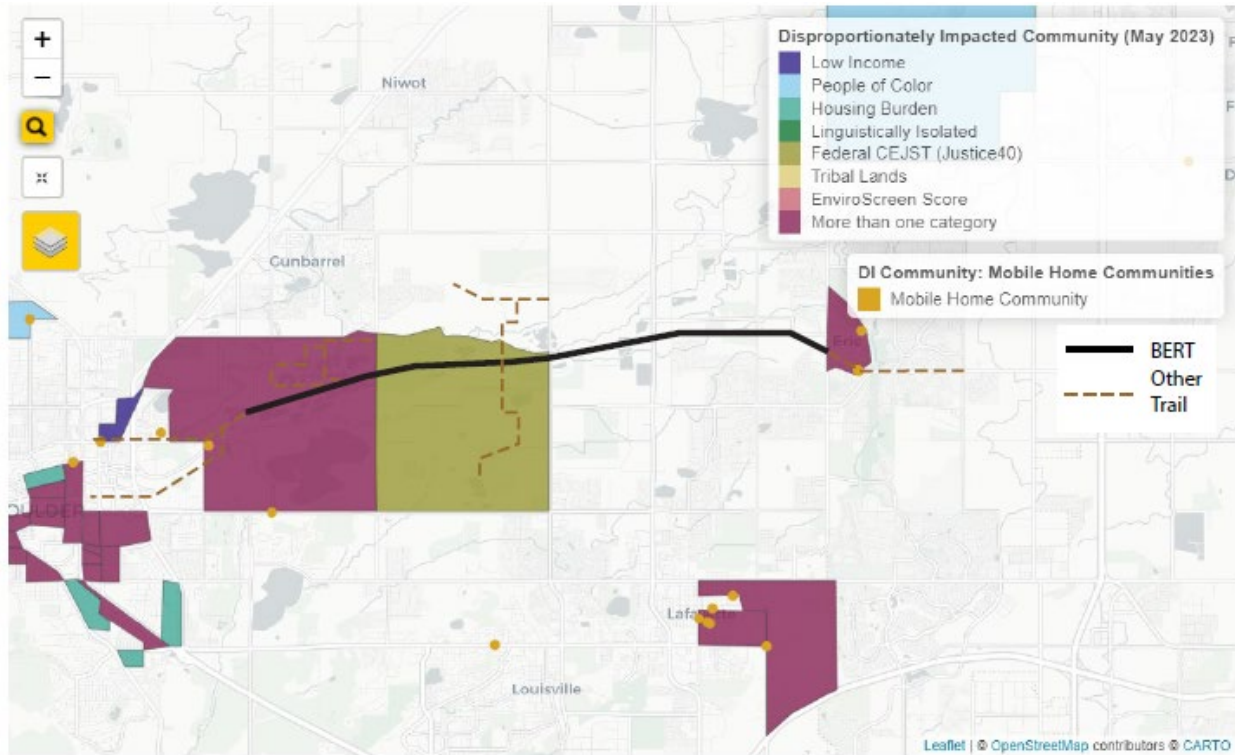 +
−
Niwot
Gunbarrel
Erie
OULDER
Lafayette
Louisville
Disproportionately Impacted Community (May 2023)
Low Income
People of Color
Housing Burden
Linguistically Isolated
Federal CEJST (Justice40)
Tribal Lands
EnviroScreen Score
More than one category
DI Community: Mobile Home Communities
Mobile Home Community
BERT
Other
Trail
F
F
D
Leaflet | © OpenStreetMap contributors © CARTO